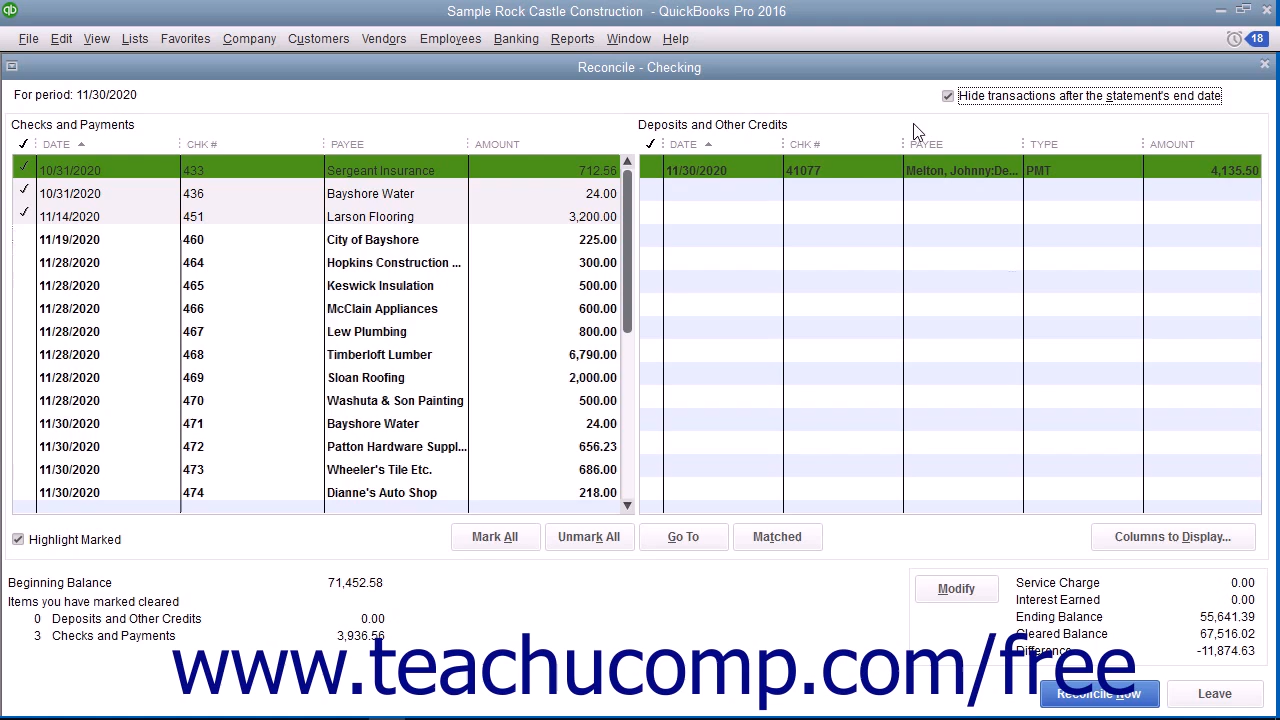 Sample Rock Castle Construction - QuickBooks Pro 2016
File Edit View Lists Favorites Company Customers Vendors Employees Banking Reports Window Help 18
Reconcile - Checking
For period: 11/30/2020
Hide transactions after the statement's end date
Checks and Payments
DATE CHK # PAYEE AMOUNT
10/31/2020 433 Sergeant Insurance 712.56
10/31/2020 436 Bayshore Water 24.00
11/14/2020 451 Larson Flooring 3,200.00
11/19/2020 460 City of Bayshore 225.00
11/28/2020 464 Hopkins Construction ... 300.00
11/28/2020 465 Keswick Insulation 500.00
11/28/2020 466 McClain Appliances 600.00
11/28/2020 467 Lew Plumbing 800.00
11/28/2020 468 Timberloft Lumber 6,790.00
11/28/2020 469 Sloan Roofing 2,000.00
11/28/2020 470 Washuta & Son Painting 500.00
11/30/2020 471 Bayshore Water 24.00
11/30/2020 472 Patton Hardware Suppl... 656.23
11/30/2020 473 Wheeler's Tile Etc. 686.00
11/30/2020 474 Dianne's Auto Shop 218.00
Deposits and Other Credits
DATE CHK # PAYEE TYPE AMOUNT
11/30/2020 41077 Melton, Johnny:De... PMT 4,135.50
Highlight Marked
Mark All Unmark All Go To Matched Columns to Display...
Beginning Balance 71,452.58
Items you have marked cleared
0 Deposits and Other Credits 0.00
3 Checks and Payments 3,936.56
Modify
Service Charge 0.00
Interest Earned 0.00
Ending Balance 55,641.39
Cleared Balance 67,516.02
Difference -11,874.63
www.teachucomp.com/free
Reconcile Now Leave